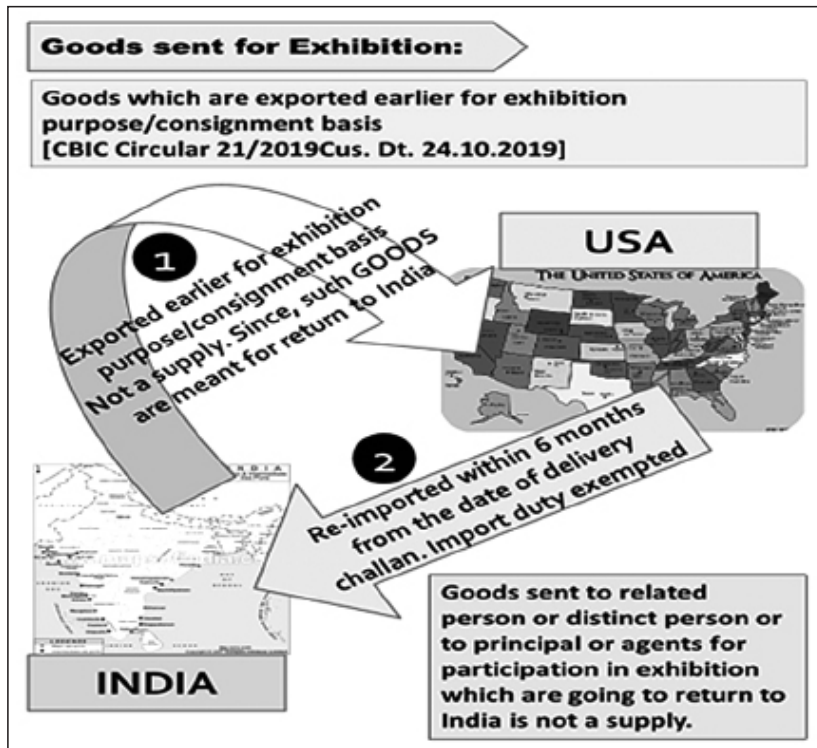 Goods sent for Exhibition:
Goods which are exported earlier for exhibition
purpose/consignment basis
[CBIC Circular 21/2019Cus. Dt. 24.10.2019]
1
Exported earlier for exhibition
purpose/consignment basis
Not a supply. Since, such GOODS
are meant for return to India
USA
THE UNITED STATES OF AMERICA
2
Re-imported within 6 months
from the date of delivery
challan. Import duty exempted
INDIA
LEGENDS
INDIA
Goods sent to related
person or distinct person or
to principal or agents for
participation in exhibition
which are going to return to
India is not a supply.